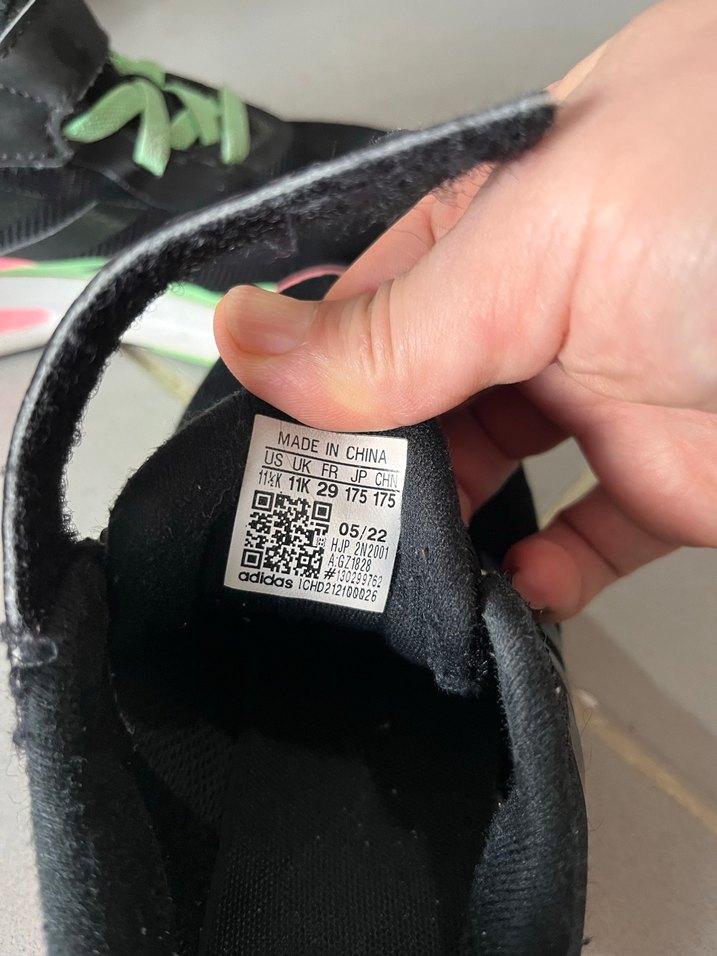 MADE IN CHINA
US UK FR JP CHN
11½K 11K 29 175 175
05/22
HJP 2N2001
A:GZ1828
#130299762
adidas ICHD212100026